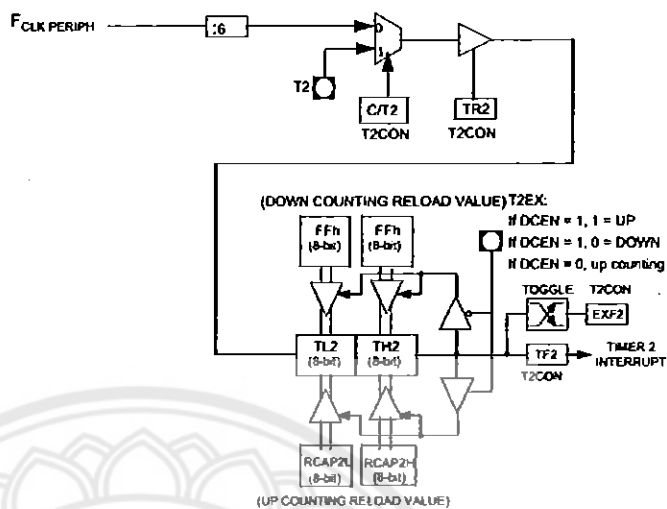 FCLK PERIPH
:6
0
1
T2
C/T2
TR2
T2CON
T2CON
(DOWN COUNTING RELOAD VALUE)
T2EX:
If DCEN = 1, 1 = UP
If DCEN = 1, 0 = DOWN
If DCEN = 0, up counting
FFh
(8-bit)
FFh
(8-bit)
TOGGLE
T2CON
EXF2
TL2
(8-bit)
TH2
(8-bit)
TF2
TIMER 2
INTERRUPT
T2CON
RCAP2L
(8-bit)
RCAP2H
(8-bit)
(UP COUNTING RELOAD VALUE)